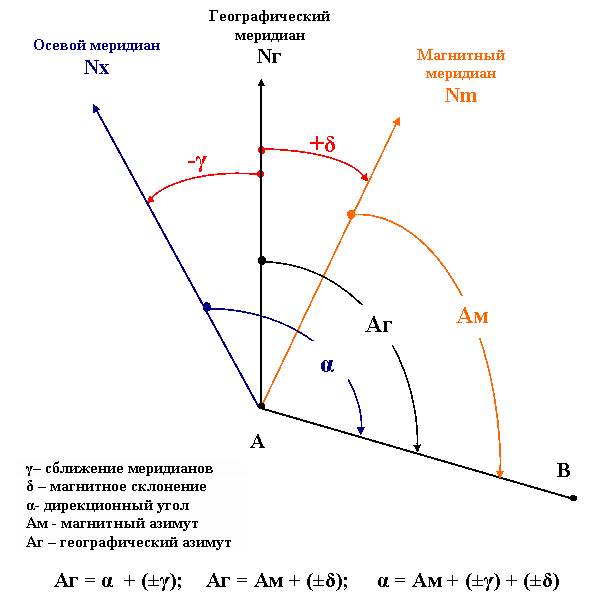 Географический
меридиан
Nг
Осевой меридиан
Nx
Магнитный
меридиан
Nm
-γ
+δ
Ам
Аг
α
А
В
γ– сближение меридианов
δ – магнитное склонение
α- дирекционный угол
Ам - магнитный азимут
Аг – географический азимут
Аг = α + (±γ); Аг = Ам + (±δ); α = Ам + (±γ) + (±δ)